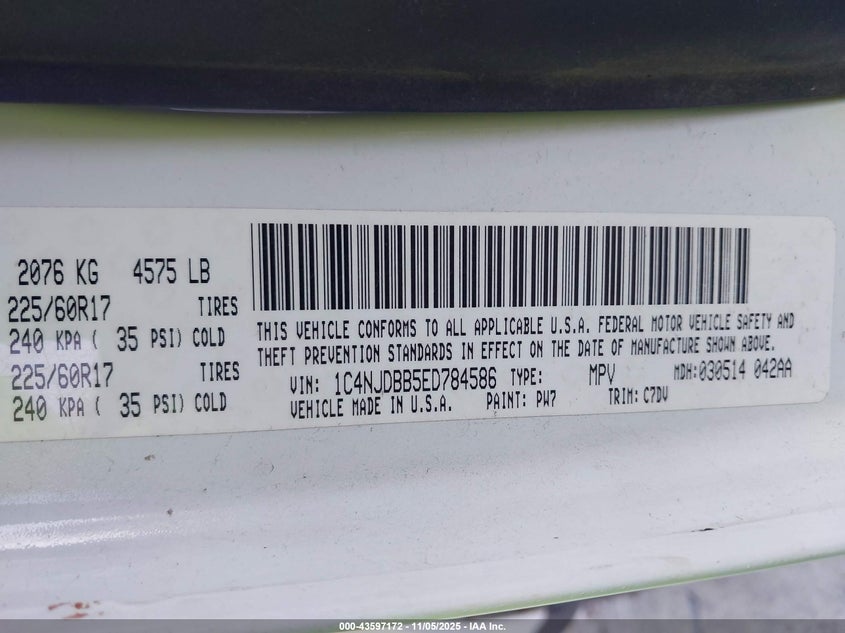 2076 KG 4575 LB
225/60R17 TIRES
240 KPA ( 35 PSI) COLD
225/60R17 TIRES
240 KPA ( 35 PSI) COLD
THIS VEHICLE CONFORMS TO ALL APPLICABLE U.S.A. FEDERAL MOTOR VEHICLE SAFETY AND
THEFT PREVENTION STANDARDS IN EFFECT ON THE DATE OF MANUFACTURE SHOWN ABOVE.
VIN: 1C4NJDBB5ED784586 TYPE: MPV MDH:030514 042AA
VEHICLE MADE IN U.S.A. PAINT: PW7 TRIM: C7DV
000-43597172 - 11/05/2025 - IAA Inc.